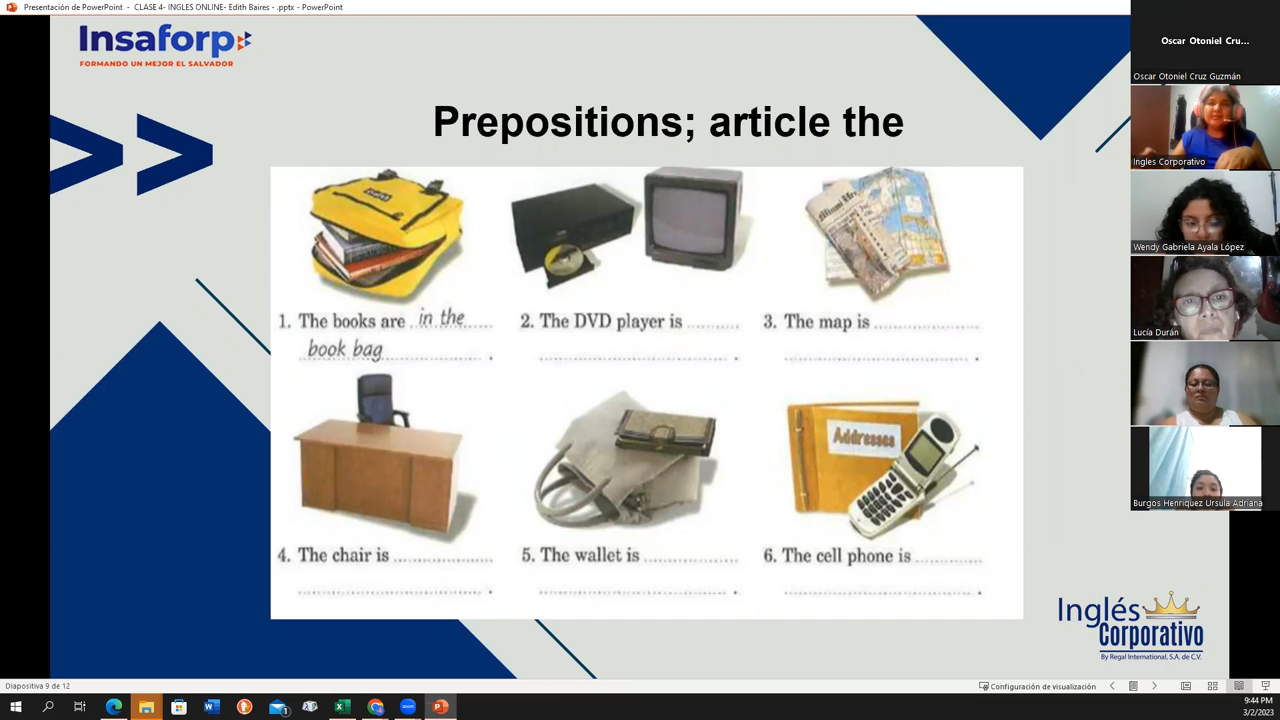 Presentación de PowerPoint - CLASE 4- INGLES ONLINE- Edith Baires - .pptx - PowerPoint
Insaforp
FORMANDO UN MEJOR EL SALVADOR
>>
Prepositions; article the
1. The books are in the
book bag.
2. The DVD player is ............
.
3. The map is ............
.
Addresses
4. The chair is ............
.
5. The wallet is ............
.
6. The cell phone is ............
.
Inglés
Corporativo
By Regal International, S.A. de C.V.
Oscar Otoniel Cru...
Oscar Otoniel Cruz Guzmán
Ingles Corporativo
Wendy Gabriela Ayala López
Lucía Durán
Burgos Henriquez Ursula Adriana
Diapositiva 9 de 12
Configuración de visualización
1
9:44 PM
3/2/2023